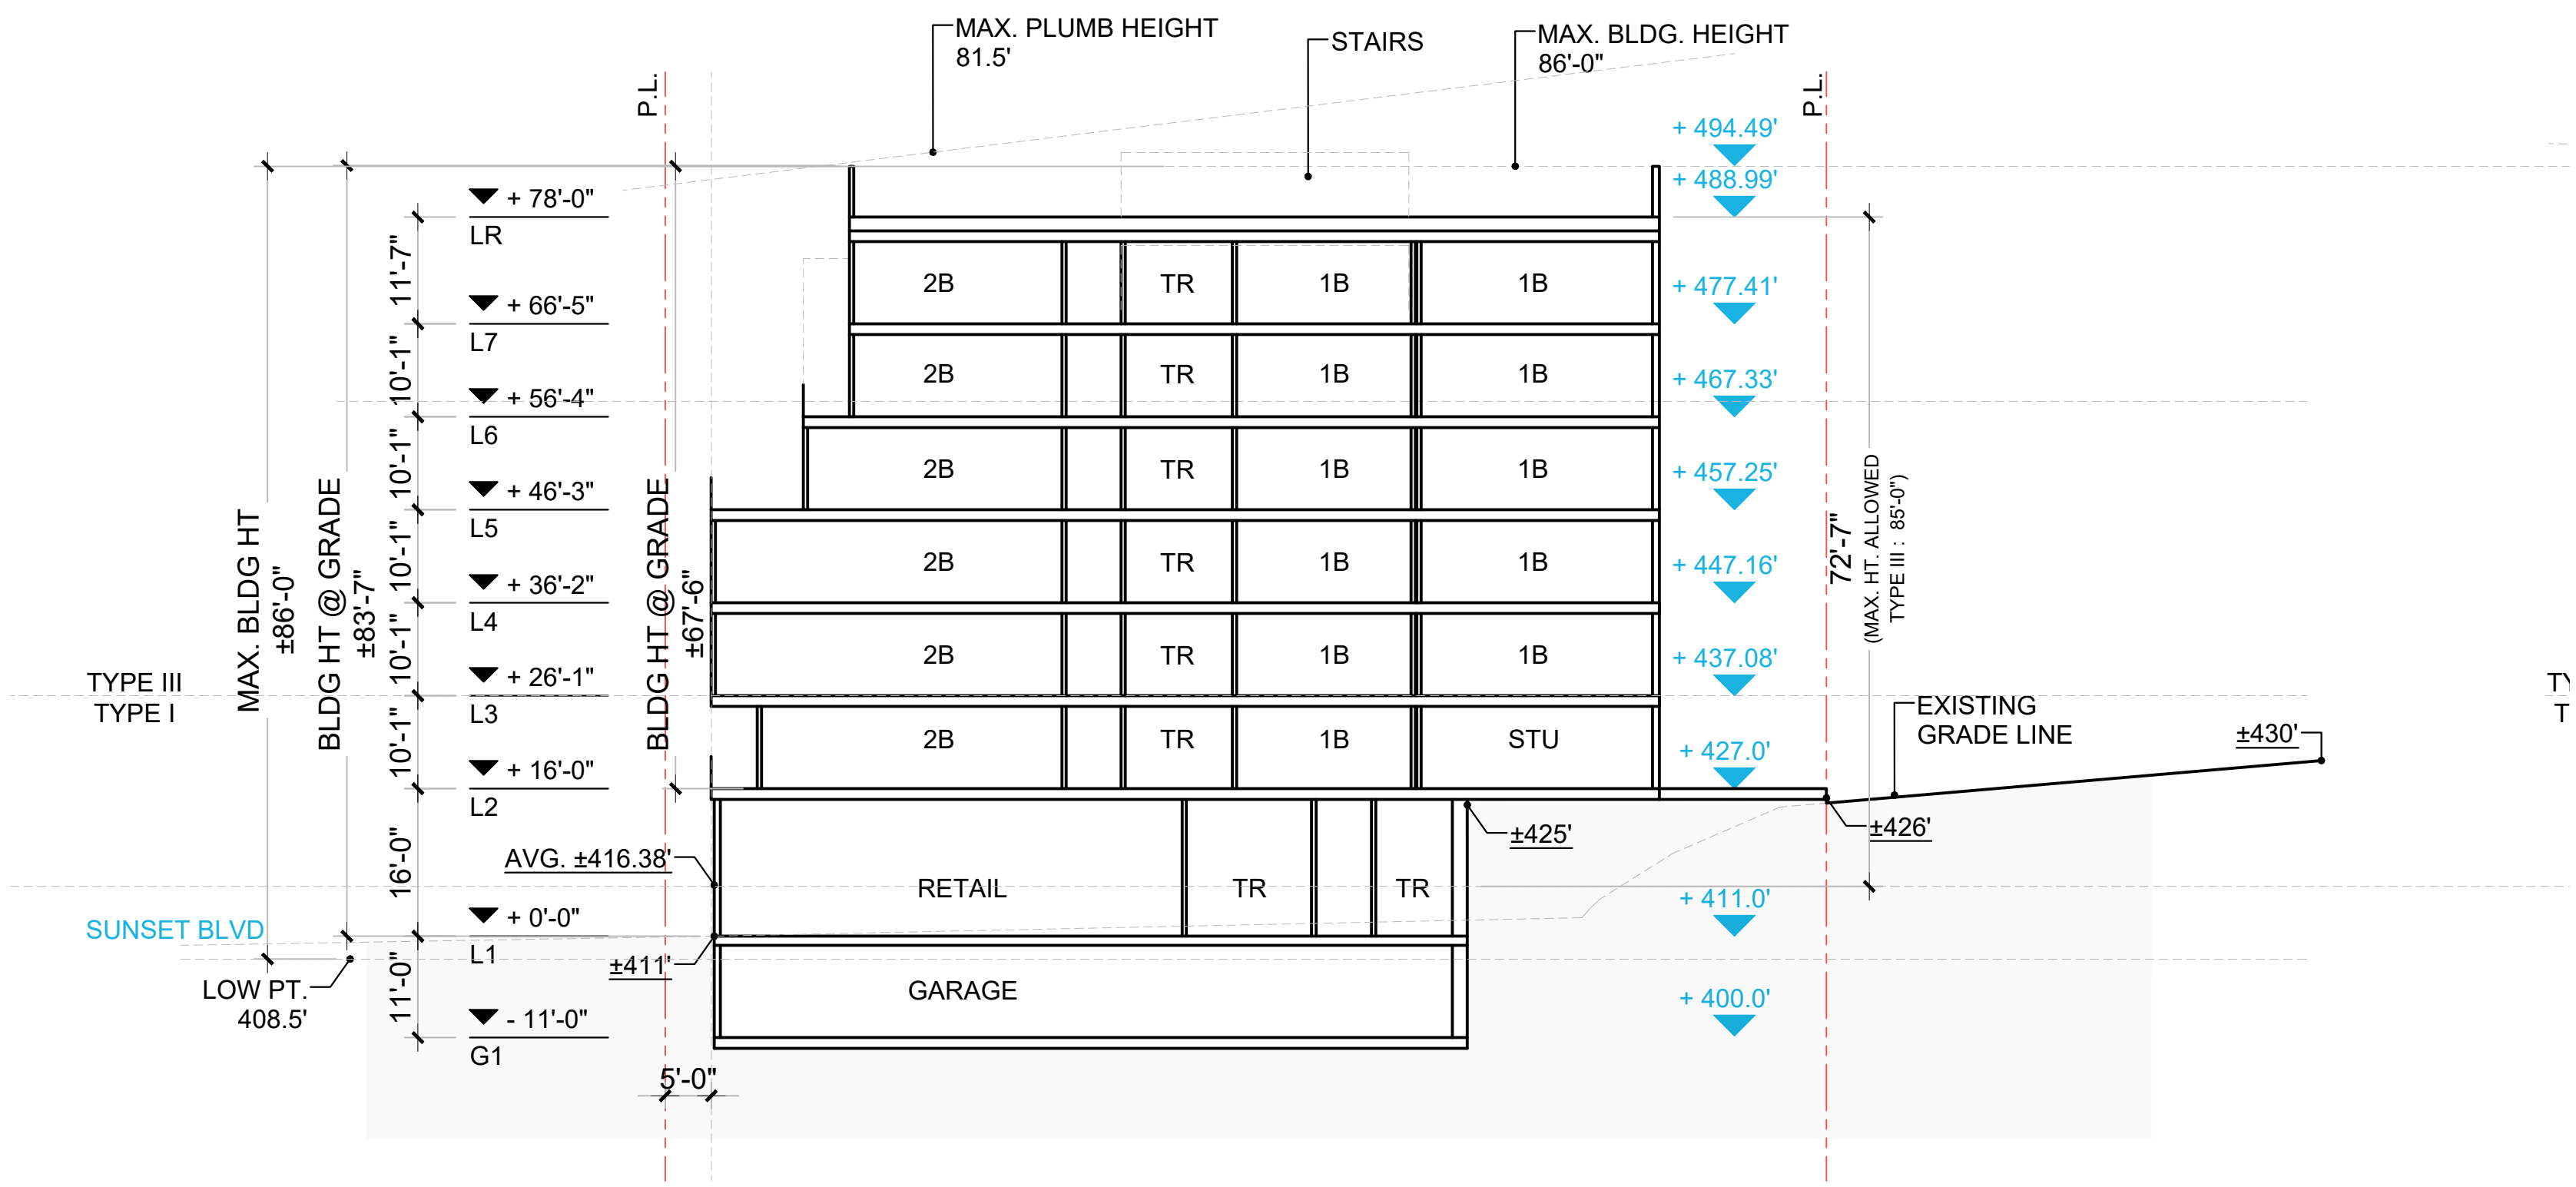 MAX. PLUMB HEIGHT
81.5'
STAIRS
MAX. BLDG. HEIGHT
86'-0"
P.L.
P.L.
+ 494.49'
+ 488.99'
+ 78'-0"
LR
11'-7"
2B TR 1B 1B
+ 477.41'
+ 66'-5"
L7
10'-1"
2B TR 1B 1B
+ 467.33'
+ 56'-4"
L6
10'-1"
2B TR 1B 1B
+ 457.25'
+ 46'-3"
L5
10'-1"
2B TR 1B 1B
+ 447.16'
+ 36'-2"
L4
10'-1"
2B TR 1B 1B
+ 437.08'
+ 26'-1"
L3
10'-1"
2B TR 1B STU
+ 427.0'
+ 16'-0"
L2
16'-0"
MAX. BLDG HT
±86'-0"
BLDG HT @ GRADE
±83'-7"
BLDG HT @ GRADE
±67'-6"
72'-7"
(MAX. HT. ALLOWED
TYPE III : 85'-0")
TYPE III
TYPE I
TY
T
EXISTING
GRADE LINE
±430'
±425'
±426'
AVG. ±416.38'
RETAIL TR TR
+ 411.0'
+ 0'-0"
L1
SUNSET BLVD
±411'
11'-0"
LOW PT.
408.5'
GARAGE
+ 400.0'
- 11'-0"
G1
5'-0"